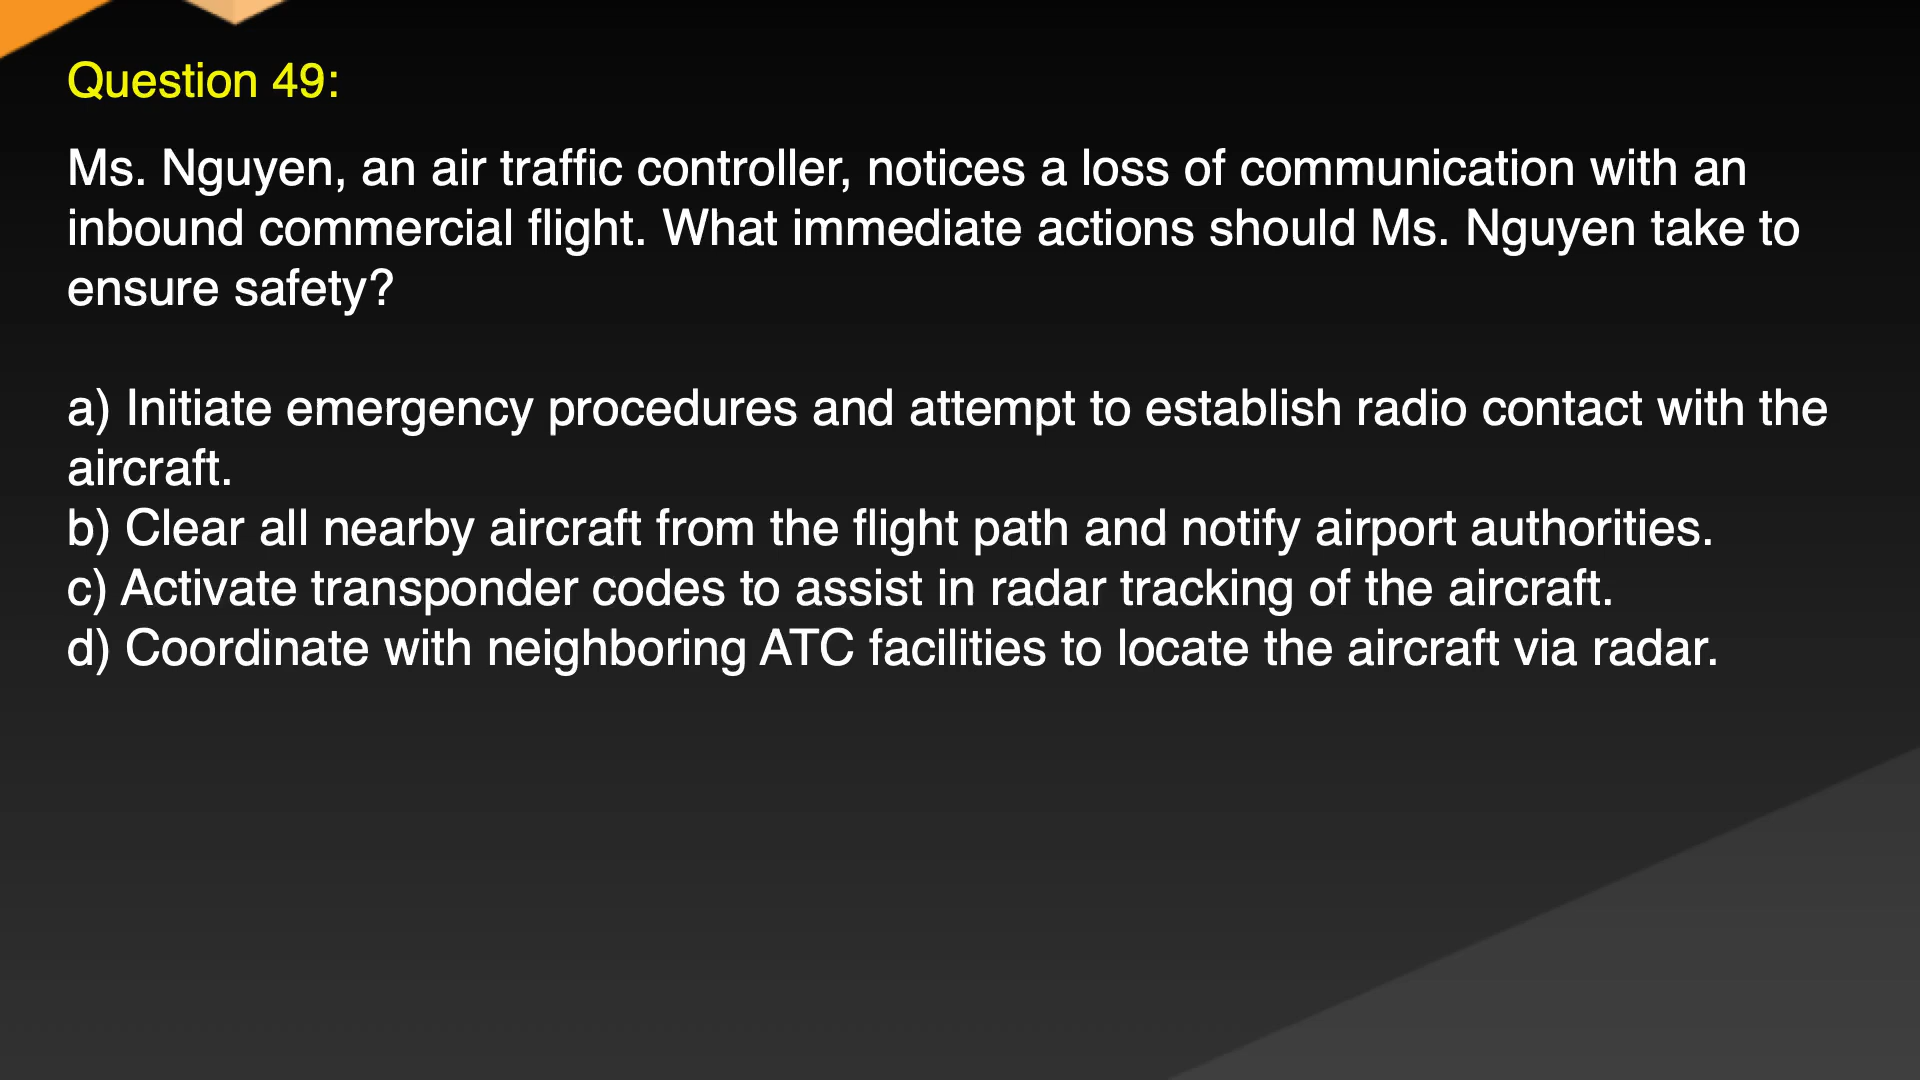 Question 49:
Ms. Nguyen, an air traffic controller, notices a loss of communication with an
inbound commercial flight. What immediate actions should Ms. Nguyen take to
ensure safety?
a) Initiate emergency procedures and attempt to establish radio contact with the
aircraft.
b) Clear all nearby aircraft from the flight path and notify airport authorities.
c) Activate transponder codes to assist in radar tracking of the aircraft.
d) Coordinate with neighboring ATC facilities to locate the aircraft via radar.